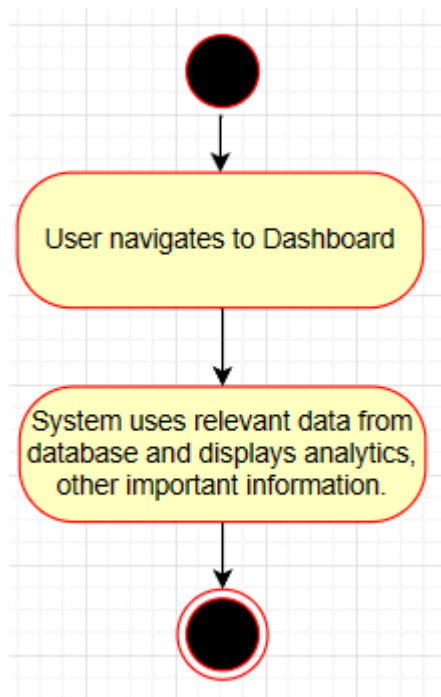 User navigates to Dashboard
System uses relevant data from
database and displays analytics,
other important information.